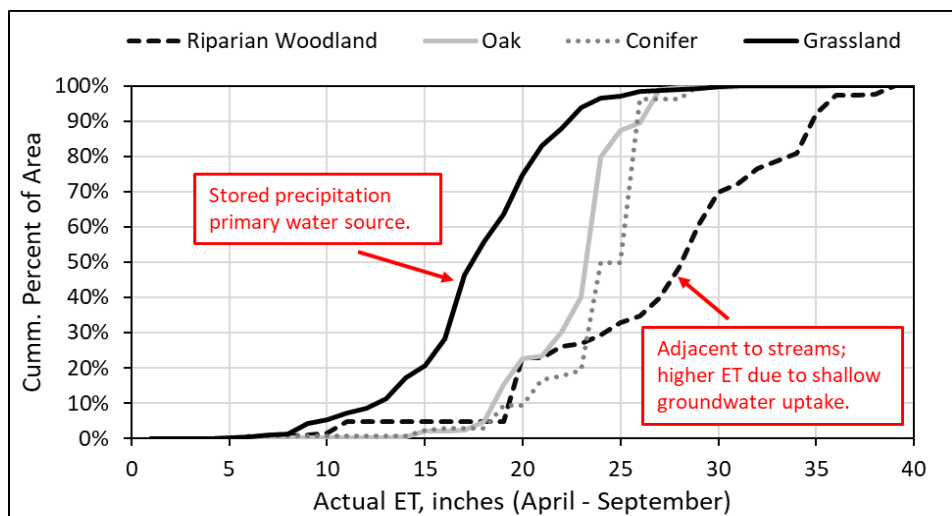 Riparian Woodland Oak Conifer Grassland
100%
90%
80%
70%
60%
50%
40%
30%
20%
10%
0%
Cumm. Percent of Area
Stored precipitation
primary water source.
Adjacent to streams;
higher ET due to shallow
groundwater uptake.
0 5 10 15 20 25 30 35 40
Actual ET, inches (April - September)